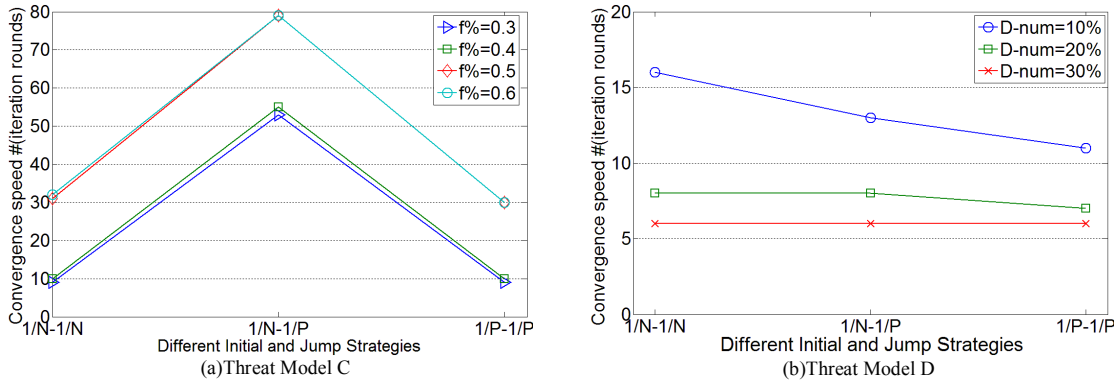 80
70
60
50
40
30
20
10
0
Convergence speed #(iteration rounds)
f%=0.3
f%=0.4
f%=0.5
f%=0.6
1/N-1/N
1/N-1/P
1/P-1/P
Different Initial and Jump Strategies
(a)Threat Model C
20
15
10
5
0
Convergence speed #(iteration rounds)
D-num=10%
D-num=20%
D-num=30%
1/N-1/N
1/N-1/P
1/P-1/P
Different Initial and Jump Strategies
(b)Threat Model D